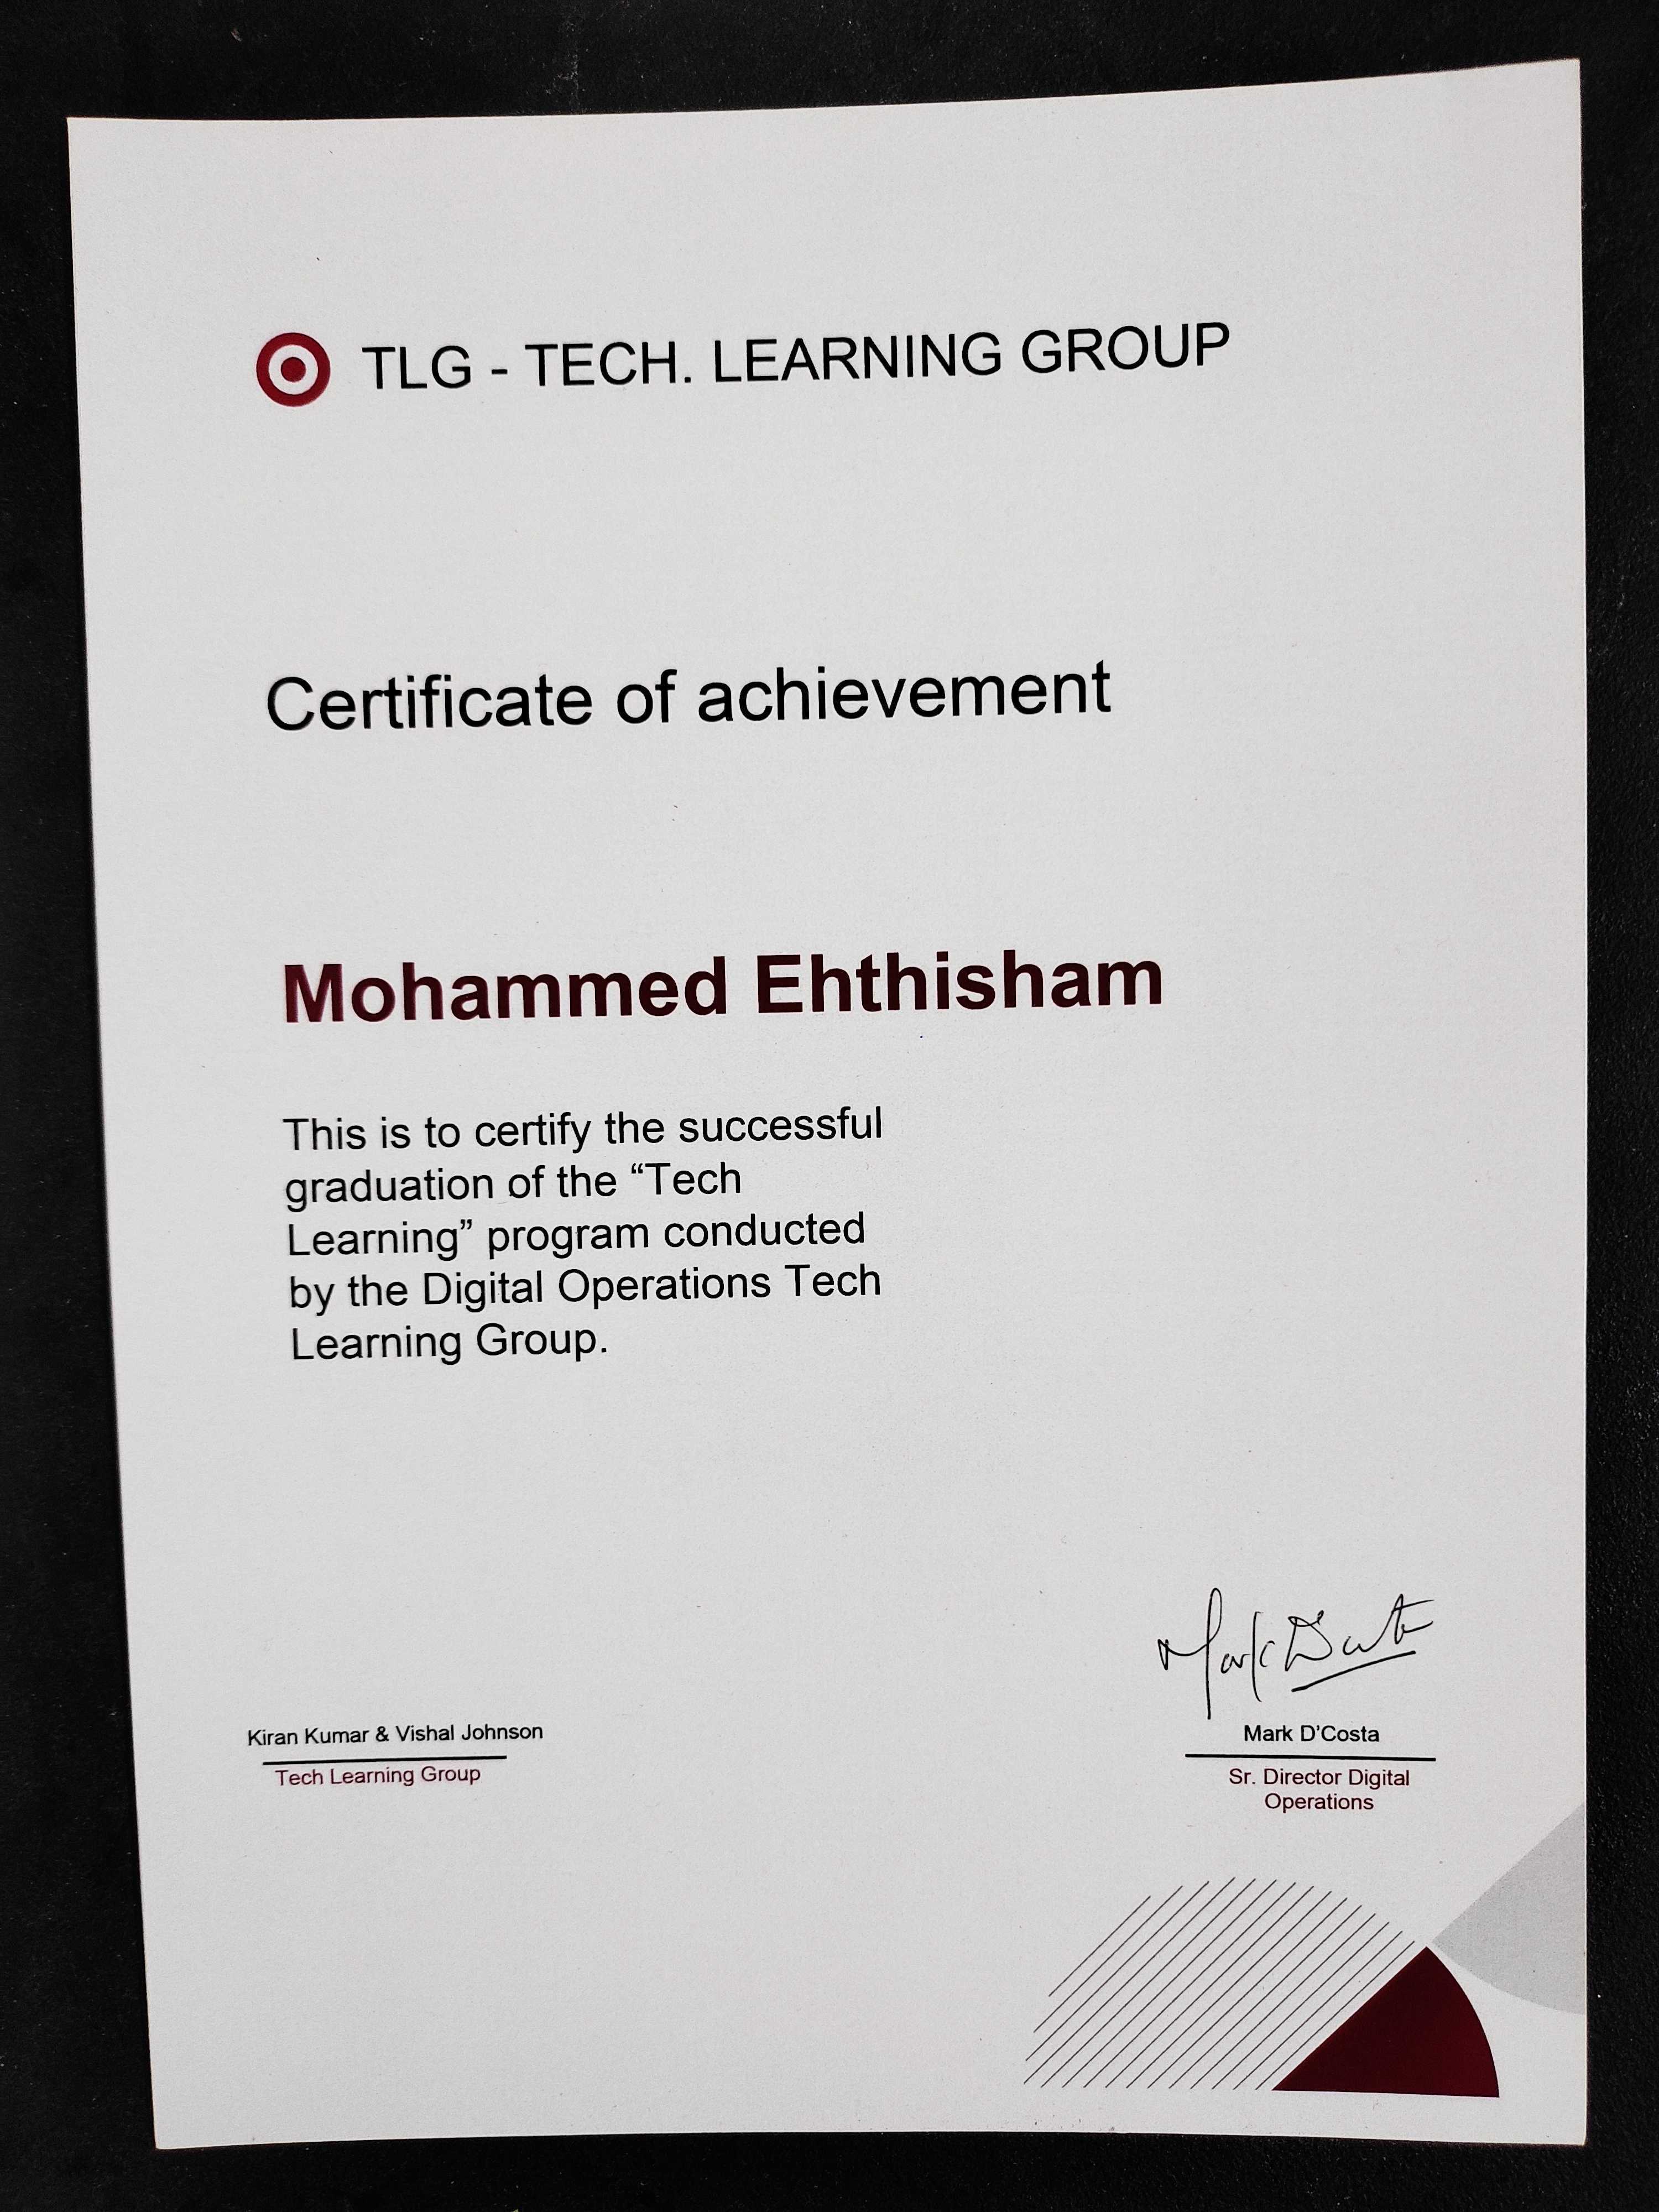 TLG - TECH. LEARNING GROUP
Certificate of achievement
Mohammed Ehthisham
This is to certify the successful
graduation of the “Tech
Learning” program conducted
by the Digital Operations Tech
Learning Group.
Kiran Kumar & Vishal Johnson
Tech Learning Group
Mark D'Costa
Sr. Director Digital
Operations